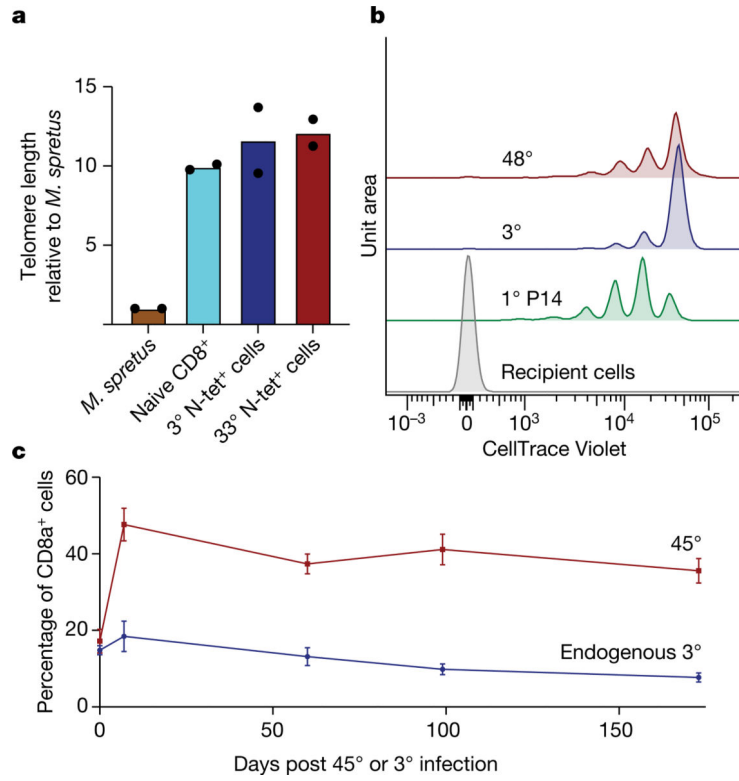 a
Telomere length
relative to M. spretus
15
10
5
M. spretus
Naive CD8⁺
3° N-tet⁺ cells
33° N-tet⁺ cells
b
Unit area
48°
3°
1° P14
Recipient cells
10⁻³
0
10³
10⁴
10⁵
CellTrace Violet
c
Percentage of CD8a⁺ cells
60
40
20
0
45°
Endogenous 3°
0
50
100
150
Days post 45° or 3° infection